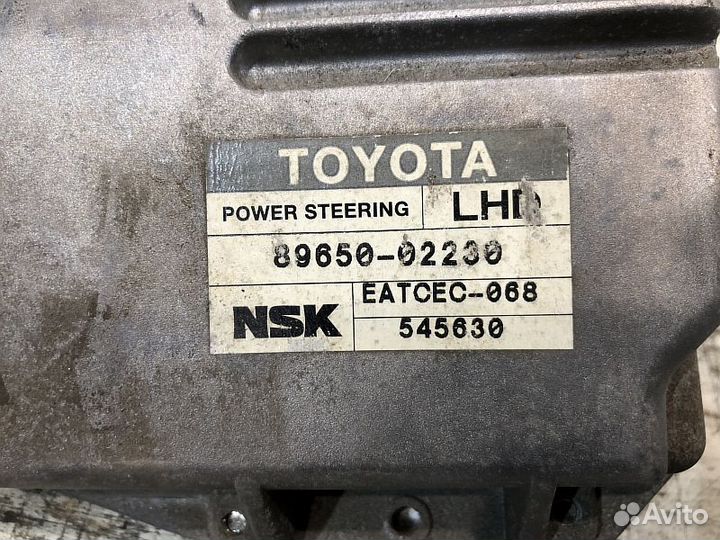 TOYOTA
POWER STEERING LHD
89650-02230
NSK EATCEC-068
545630
Avito